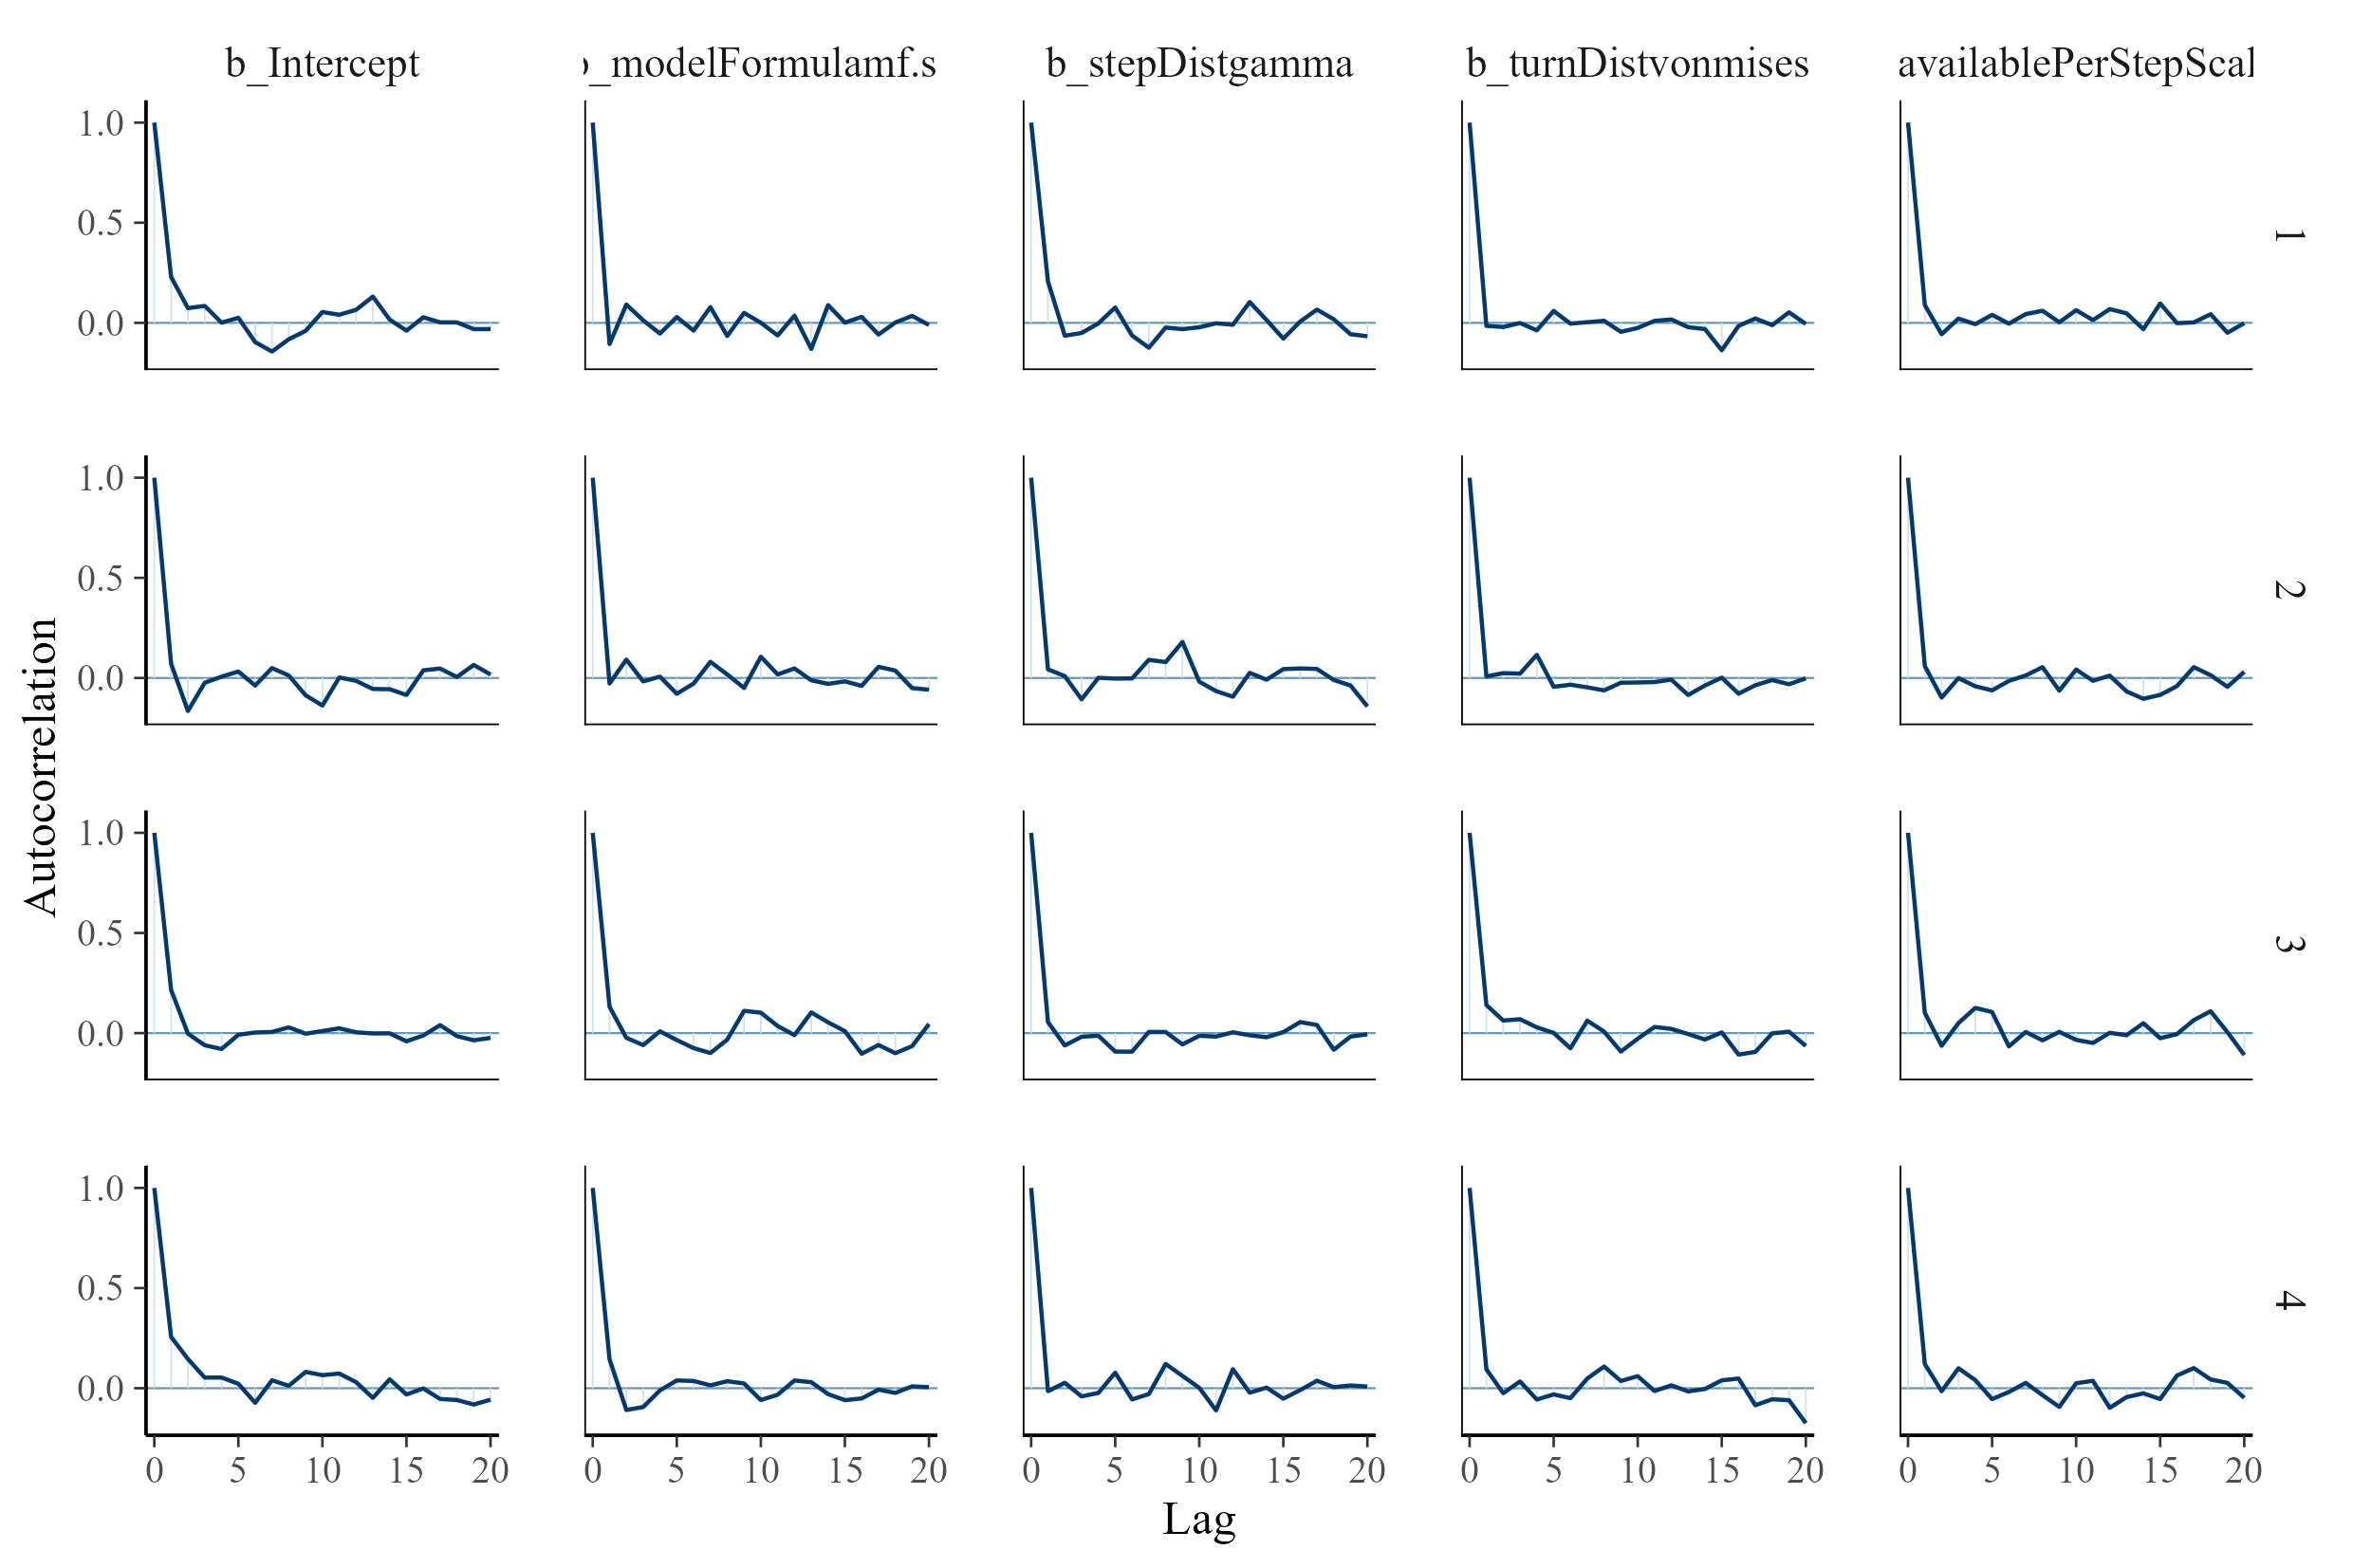 b_Intercept
_modelFormulamf.s
b_stepDistgamma
b_turnDistvonmises
availablePerStepScal
1.0
0.5
0.0
1
1.0
0.5
0.0
2
1.0
0.5
0.0
3
1.0
0.5
0.0
4
Autocorrelation
0 5 10 15 20
0 5 10 15 20
0 5 10 15 20
0 5 10 15 20
0 5 10 15 20
Lag